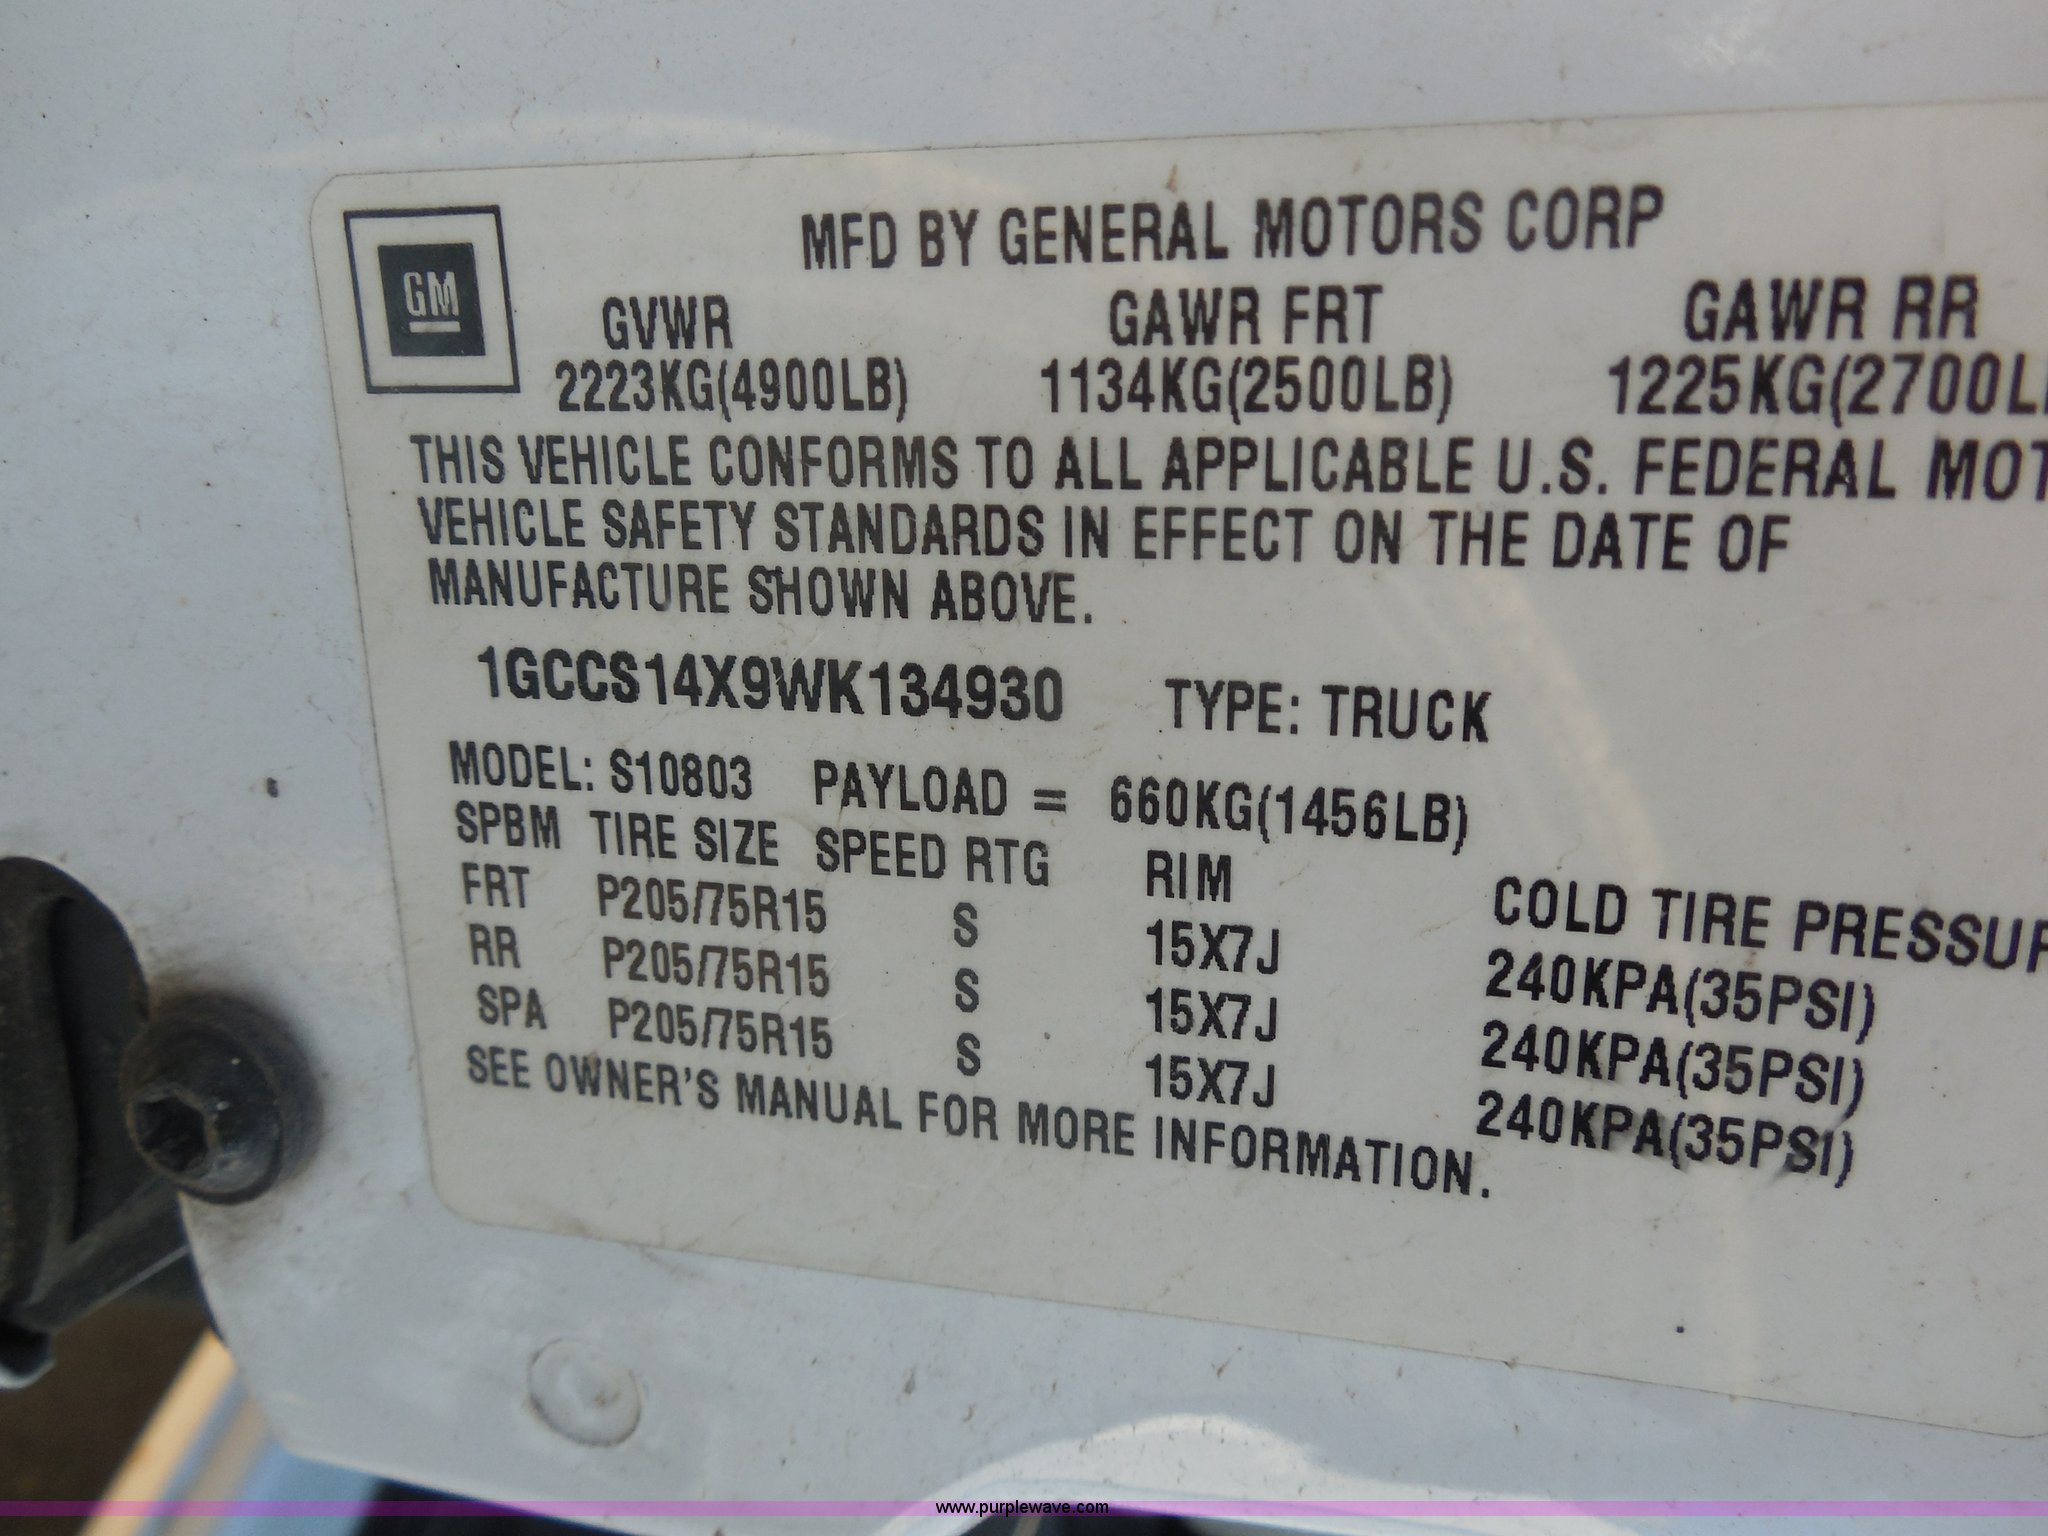 MFD BY GENERAL MOTORS CORP
GM
GVWR GAWR FRT GAWR RR
2223KG(4900LB) 1134KG(2500LB) 1225KG(2700L
THIS VEHICLE CONFORMS TO ALL APPLICABLE U.S. FEDERAL MOT
VEHICLE SAFETY STANDARDS IN EFFECT ON THE DATE OF
MANUFACTURE SHOWN ABOVE.
1GCCS14X9WK134930 TYPE: TRUCK
MODEL: S10803 PAYLOAD = 660KG(1456LB)
SPBM TIRE SIZE SPEED RTG RIM COLD TIRE PRESSUR
FRT P205/75R15 S 15X7J 240KPA(35PSI)
RR P205/75R15 S 15X7J 240KPA(35PSI)
SPA P205/75R15 S 15X7J 240KPA(35PSI)
SEE OWNER'S MANUAL FOR MORE INFORMATION.
www.purplewave.com